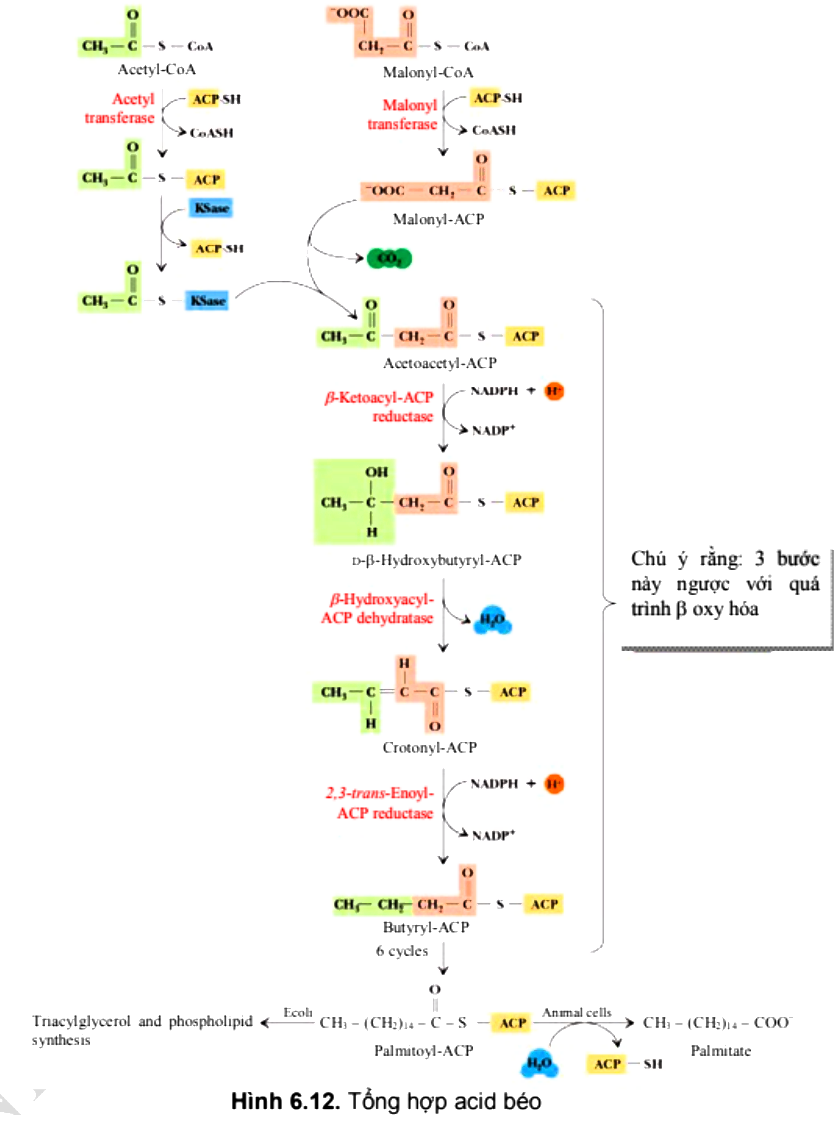 O ⁻OOC O
CH₃ — C — S — CoA CH₂ — C — S — CoA
Acetyl-CoA Malonyl-CoA
Acetyl
transferase
ACP-SH
CoASH
Malonyl
transferase
ACP-SH
CoASH
O
CH₃ — C — S — ACP
O
⁻OOC — CH₂ — C — S — ACP
Malonyl-ACP
KSase
ACP-SH
CO₂
O
CH₃ — C — S — KSase
O O
CH₃ — C — CH₂ — C — S — ACP
Acetoacetyl-ACP
β-Ketoacyl-ACP
reductase
NADPH + H⁺
NADP⁺
OH O
CH₃ — C — CH₂ — C — S — ACP
H
D-β-Hydroxybutyryl-ACP
β-Hydroxyacyl-
ACP dehydratase
H₂O
Chú ý rằng: 3 bước
này ngược với quá
trình β oxy hóa
H
CH₃ — C = C — C — S — ACP
H O
Crotonyl-ACP
2,3-trans-Enoyl-
ACP reductase
NADPH + H⁺
NADP⁺
O
CH₃ — CH₂ — CH₂ — C — S — ACP
Butyryl-ACP
6 cycles
O
Triacylglycerol and phospholipid
synthesis
Ecoli
CH₃ – (CH₂)₁₄ – C – S — ACP
Palmitoyl-ACP
Animal cells
CH₃ – (CH₂)₁₄ – COO⁻
Palmitate
H₂O
ACP — SH
Hình 6.12. Tổng hợp acid béo